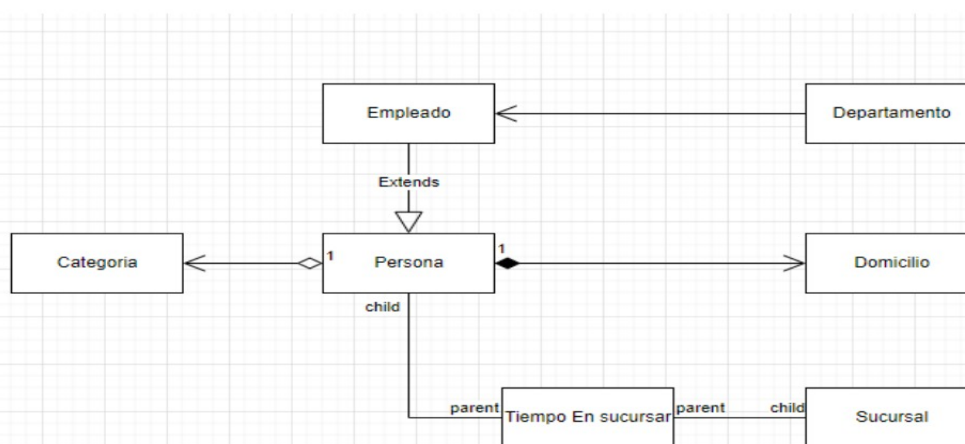 Empleado
Departamento
Extends
Categoria
1
Persona
1
Domicilio
child
parent
Tiempo En sucursar
parent
child
Sucursal